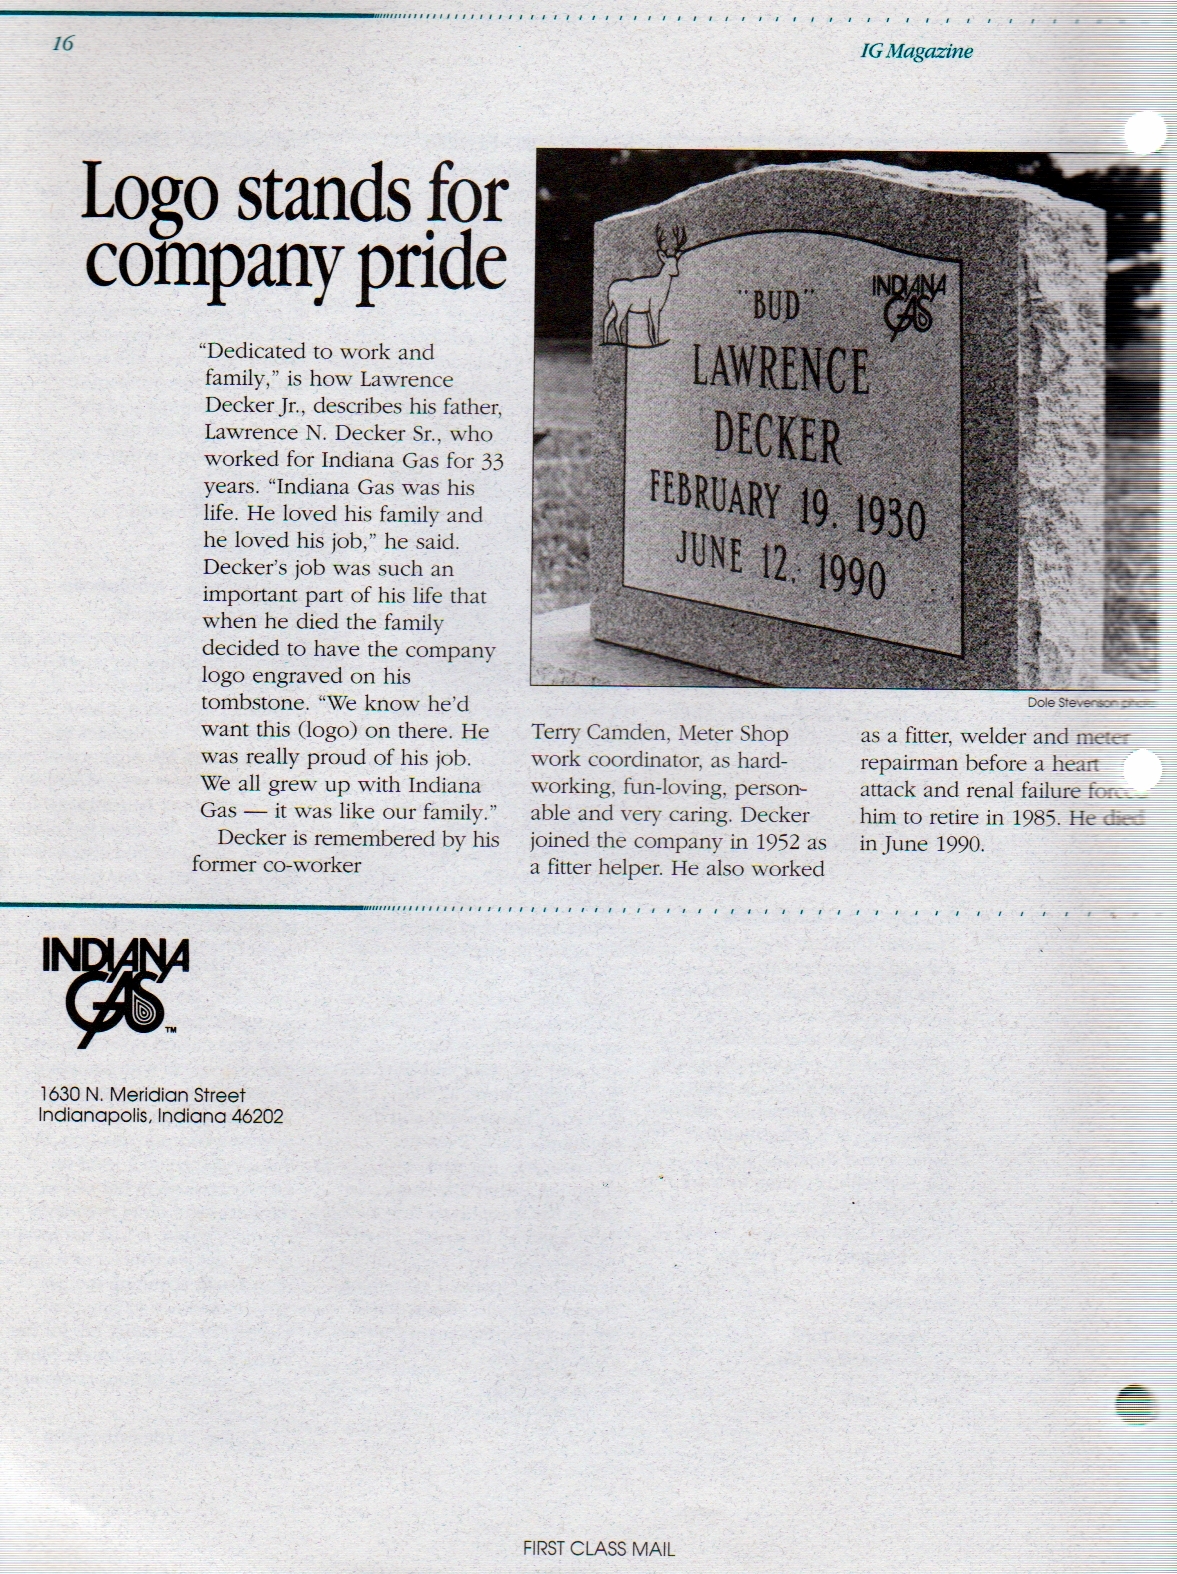 16
IG Magazine
Logo stands for
company pride
“Dedicated to work and
family,” is how Lawrence
Decker Jr., describes his father,
Lawrence N. Decker Sr., who
worked for Indiana Gas for 33
years. “Indiana Gas was his
life. He loved his family and
he loved his job,” he said.
Decker’s job was such an
important part of his life that
when he died the family
decided to have the company
logo engraved on his
tombstone. “We know he’d
want this (logo) on there. He
was really proud of his job.
We all grew up with Indiana
Gas — it was like our family.”
Decker is remembered by his
former co-worker
"BUD"
INDIANA
GAS
LAWRENCE
DECKER
FEBRUARY 19. 1930
JUNE 12. 1990
Dole Stevenson photo
Terry Camden, Meter Shop
work coordinator, as hard-
working, fun-loving, person-
able and very caring. Decker
joined the company in 1952 as
a fitter helper. He also worked
as a fitter, welder and meter
repairman before a heart
attack and renal failure forced
him to retire in 1985. He died
in June 1990.
INDIANA
GAS TM
1630 N. Meridian Street
Indianapolis, Indiana 46202
FIRST CLASS MAIL